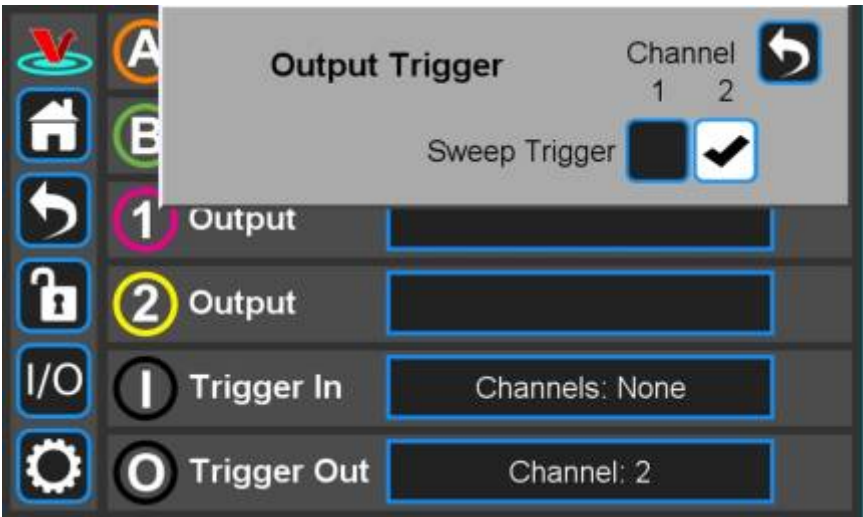 A
Output Trigger
Channel
1 2
B
Sweep Trigger
1 Output
2 Output
I/O
I Trigger In
Channels: None
O Trigger Out
Channel: 2